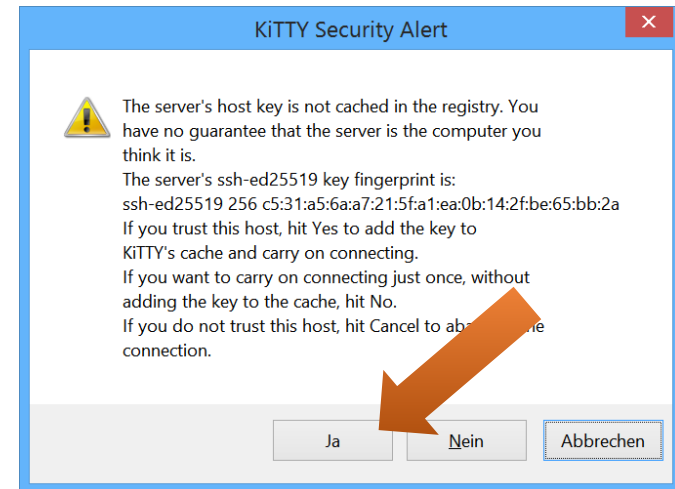 KiTTY Security Alert
The server's host key is not cached in the registry. You
have no guarantee that the server is the computer you
think it is.
The server's ssh-ed25519 key fingerprint is:
ssh-ed25519 256 c5:31:a5:6a:a7:21:5f:a1:ea:0b:14:2f:be:65:bb:2a
If you trust this host, hit Yes to add the key to
KiTTY's cache and carry on connecting.
If you want to carry on connecting just once, without
adding the key to the cache, hit No.
If you do not trust this host, hit Cancel to
connection.
Ja
Nein
Abbrechen